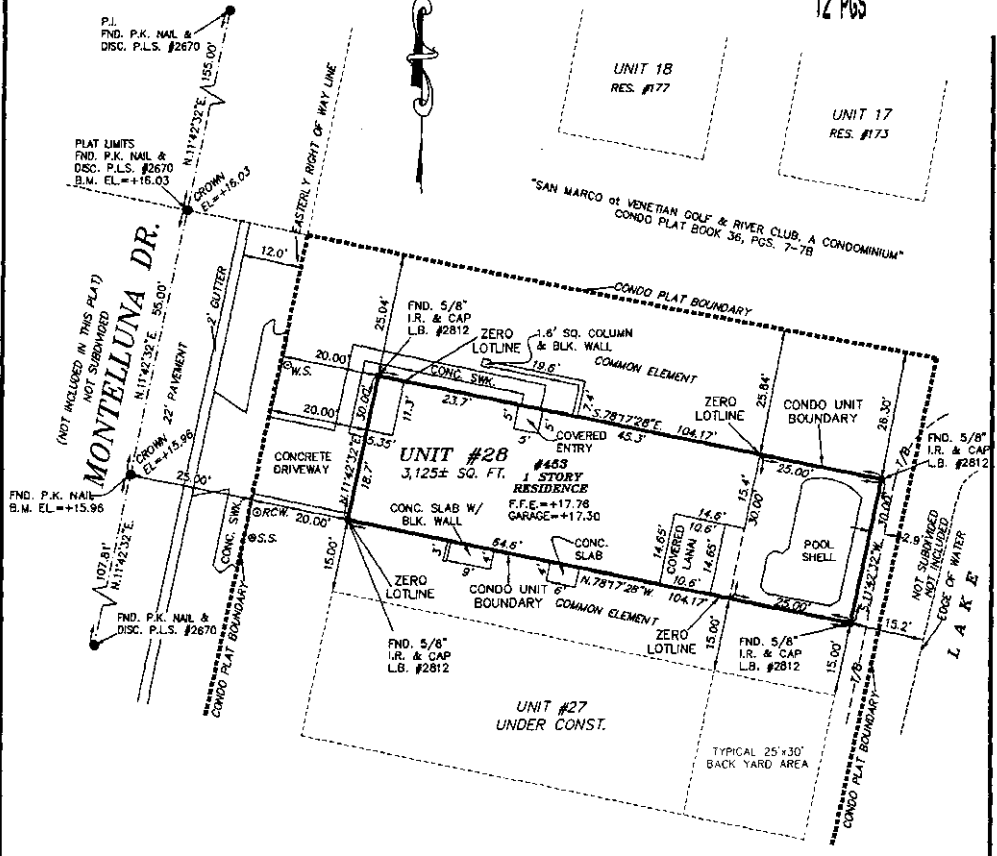 12 PGS
P.I.
FND. P.K. NAIL &
DISC. P.L.S. #2670
N.11°42'32"E. 155.00'
PLAT LIMITS
FND. P.K. NAIL &
DISC. P.L.S. #2670
B.M. EL.=+16.03
CROWN
EL=+16.03
EASTERLY RIGHT OF WAY LINE
UNIT 18
RES. #177
UNIT 17
RES. #173
"SAN MARCO at VENETIAN GOLF & RIVER CLUB, A CONDOMINIUM"
CONDO PLAT BOOK 36, PGS. 7-7B
CONDO PLAT BOUNDARY
MONTELLUNA DR.
(NOT INCLUDED IN THIS PLAT)
NOT SUBDIVIDED
N.11°42'32"E. 55.00'
2' GUTTER
22' PAVEMENT
12.0'
25.04'
FND. 5/8"
I.R. & CAP
L.B. #2812
ZERO
LOTLINE
1.6' SQ. COLUMN
& BLK. WALL
COMMON ELEMENT
19.6'
7.4'
CONC. SWK.
20.00'
W.S.
20.00'
30.00'
11.3'
23.7'
5'
5'
5'
COVERED
ENTRY
S.78°17'28"E. 104.17'
45.3'
ZERO
LOTLINE
25.84'
CONDO UNIT
BOUNDARY
26.30'
25.00'
T/B
FND. 5/8"
I.R. & CAP
L.B. #2812
5.35'
CONCRETE
DRIVEWAY
N.11°42'32"E.
18.7'
UNIT #28
3,125± SQ. FT.
#453
1 STORY
RESIDENCE
F.F.E.=+17.76
GARAGE=+17.30
15.4'
30.00'
14.6'
10.6'
14.65'
COVERED
LANAI
14.65'
10.6'
POOL
SHELL
30.00'
S.11°42'32"W.
2.9'
NOT SUBDIVIDED
NOT INCLUDED
EDGE OF WATER
LAKE
15.2'
CROWN
EL=+15.96
FND. P.K. NAIL
B.M. EL.=+15.96
25.00'
20.00'
R.C.W.
S.S.
CONC. SWK.
CONC. SLAB W/
BLK. WALL
3'
9'
4'
64.6'
CONC.
SLAB
4'
6'
N.78°17'28"W. 104.17'
25.00'
CONDO UNIT
BOUNDARY
COMMON ELEMENT
15.00'
ZERO
LOTLINE
ZERO
LOTLINE
15.00'
15.00'
FND. 5/8"
I.R. & CAP
L.B. #2812
FND. 5/8"
I.R. & CAP
L.B. #2812
T/B
107.81'
N.11°42'32"E.
FND. P.K. NAIL &
DISC. P.L.S. #2670
CONDO PLAT BOUNDARY
UNIT #27
UNDER CONST.
TYPICAL 25'x30'
BACK YARD AREA
CONDO PLAT BOUNDARY